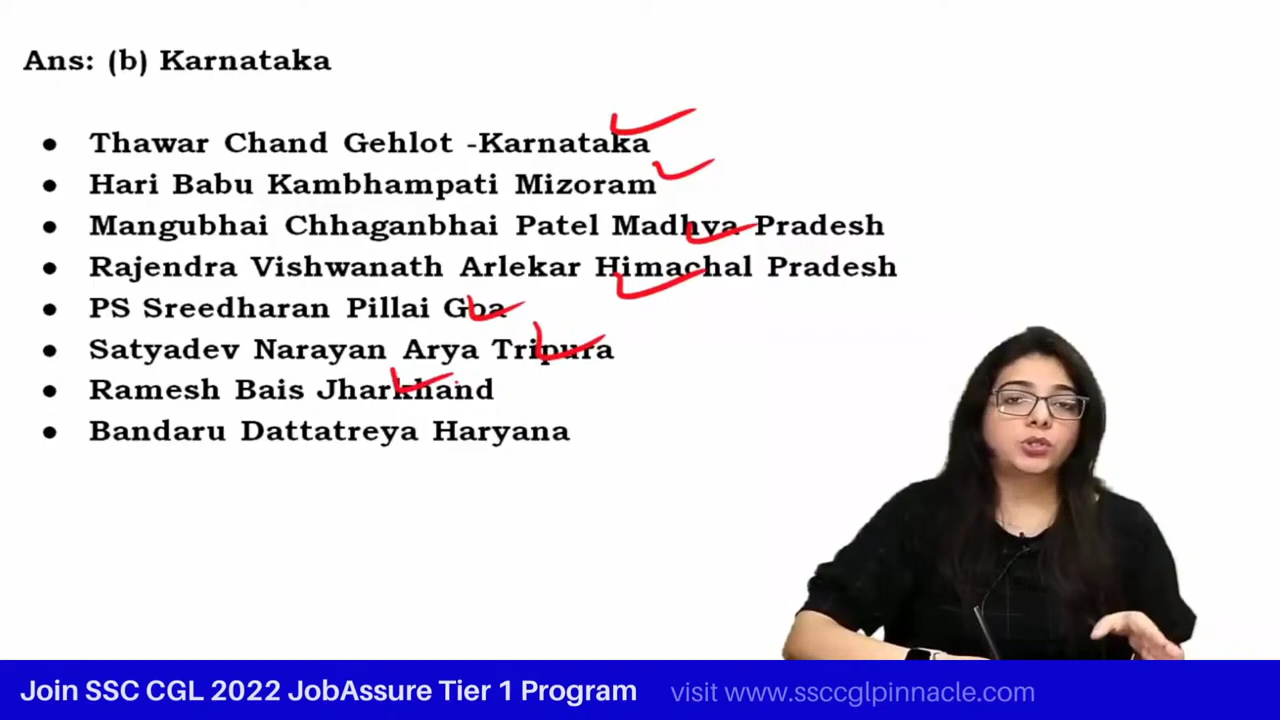 Ans: (b) Karnataka
● Thawar Chand Gehlot -Karnataka
● Hari Babu Kambhampati Mizoram
● Mangubhai Chhaganbhai Patel Madhya Pradesh
● Rajendra Vishwanath Arlekar Himachal Pradesh
● PS Sreedharan Pillai Goa
● Satyadev Narayan Arya Tripura
● Ramesh Bais Jharkhand
● Bandaru Dattatreya Haryana
Join SSC CGL 2022 JobAssure Tier 1 Program visit www.ssccglpinnacle.com